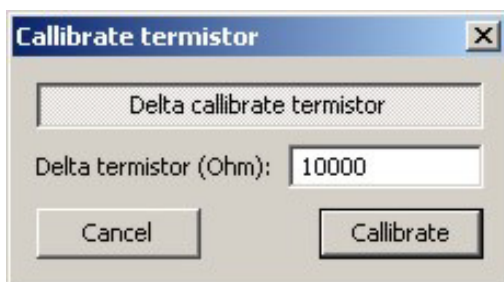 Callibrate termistor
Delta callibrate termistor
Delta termistor (Ohm): 10000
Cancel Callibrate